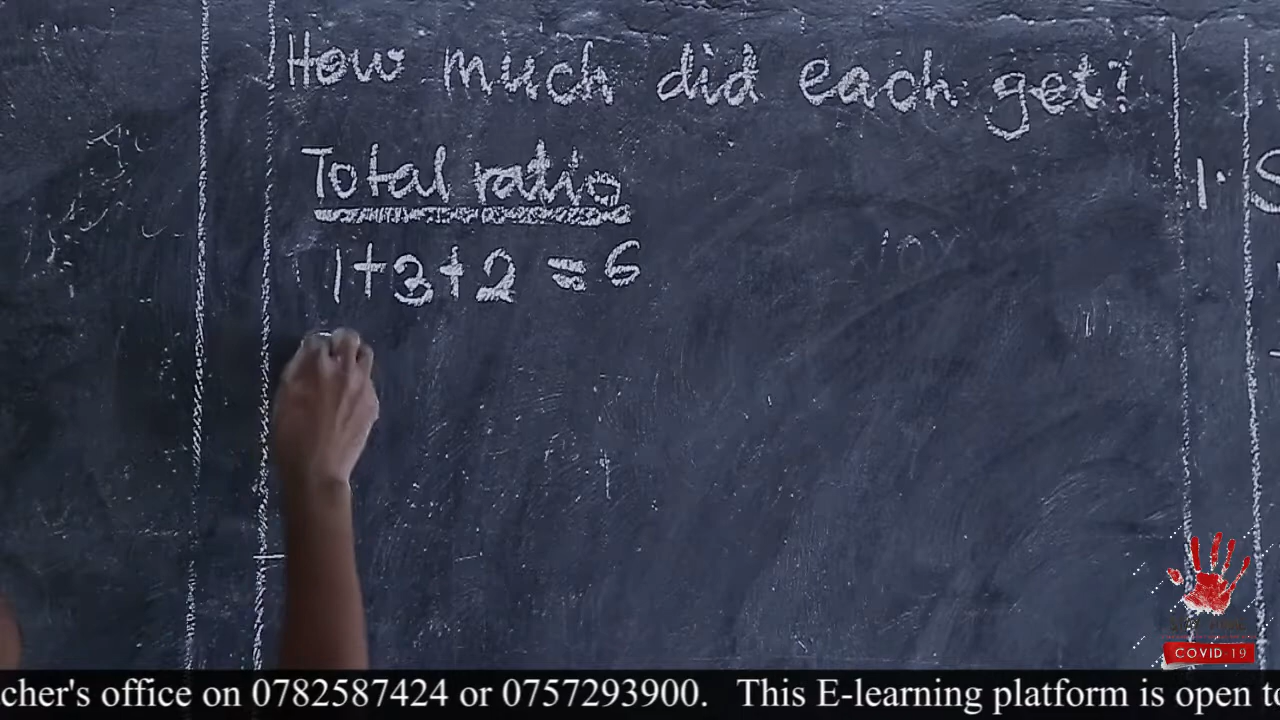 How much did each get?
Total ratio
1+3+2 = 6
1.
COVID-19
cher's office on 0782587424 or 0757293900. This E-learning platform is open to